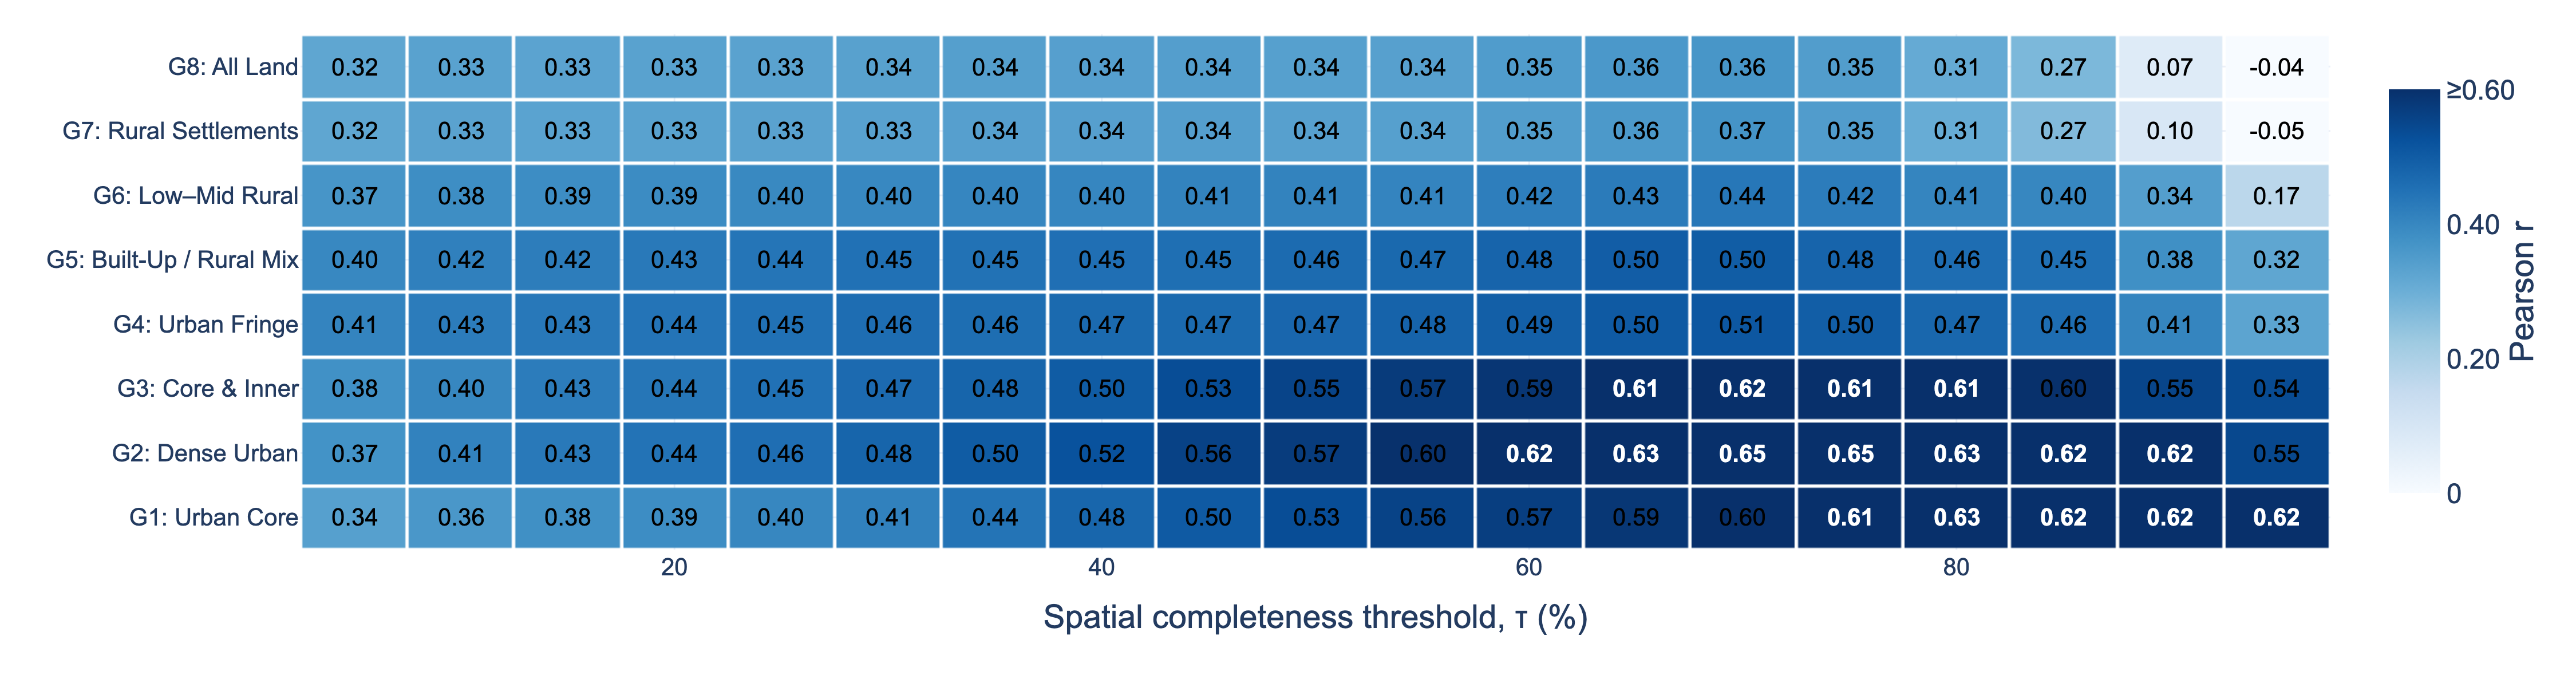 G8: All Land 0.32 0.33 0.33 0.33 0.33 0.34 0.34 0.34 0.34 0.34 0.34 0.35 0.36 0.36 0.35 0.31 0.27 0.07 -0.04
G7: Rural Settlements 0.32 0.33 0.33 0.33 0.33 0.33 0.34 0.34 0.34 0.34 0.34 0.35 0.36 0.37 0.35 0.31 0.27 0.10 -0.05
G6: Low–Mid Rural 0.37 0.38 0.39 0.39 0.40 0.40 0.40 0.40 0.41 0.41 0.41 0.42 0.43 0.44 0.42 0.41 0.40 0.34 0.17
G5: Built-Up / Rural Mix 0.40 0.42 0.42 0.43 0.44 0.45 0.45 0.45 0.45 0.46 0.47 0.48 0.50 0.50 0.48 0.46 0.45 0.38 0.32
G4: Urban Fringe 0.41 0.43 0.43 0.44 0.45 0.46 0.46 0.47 0.47 0.47 0.48 0.49 0.50 0.51 0.50 0.47 0.46 0.41 0.33
G3: Core & Inner 0.38 0.40 0.43 0.44 0.45 0.47 0.48 0.50 0.53 0.55 0.57 0.59 0.61 0.62 0.61 0.61 0.60 0.55 0.54
G2: Dense Urban 0.37 0.41 0.43 0.44 0.46 0.48 0.50 0.52 0.56 0.57 0.60 0.62 0.63 0.65 0.65 0.63 0.62 0.62 0.55
G1: Urban Core 0.34 0.36 0.38 0.39 0.40 0.41 0.44 0.48 0.50 0.53 0.56 0.57 0.59 0.60 0.61 0.63 0.62 0.62 0.62
20 40 60 80
Spatial completeness threshold, τ (%)
≥0.60
0.40
0.20
0
Pearson r